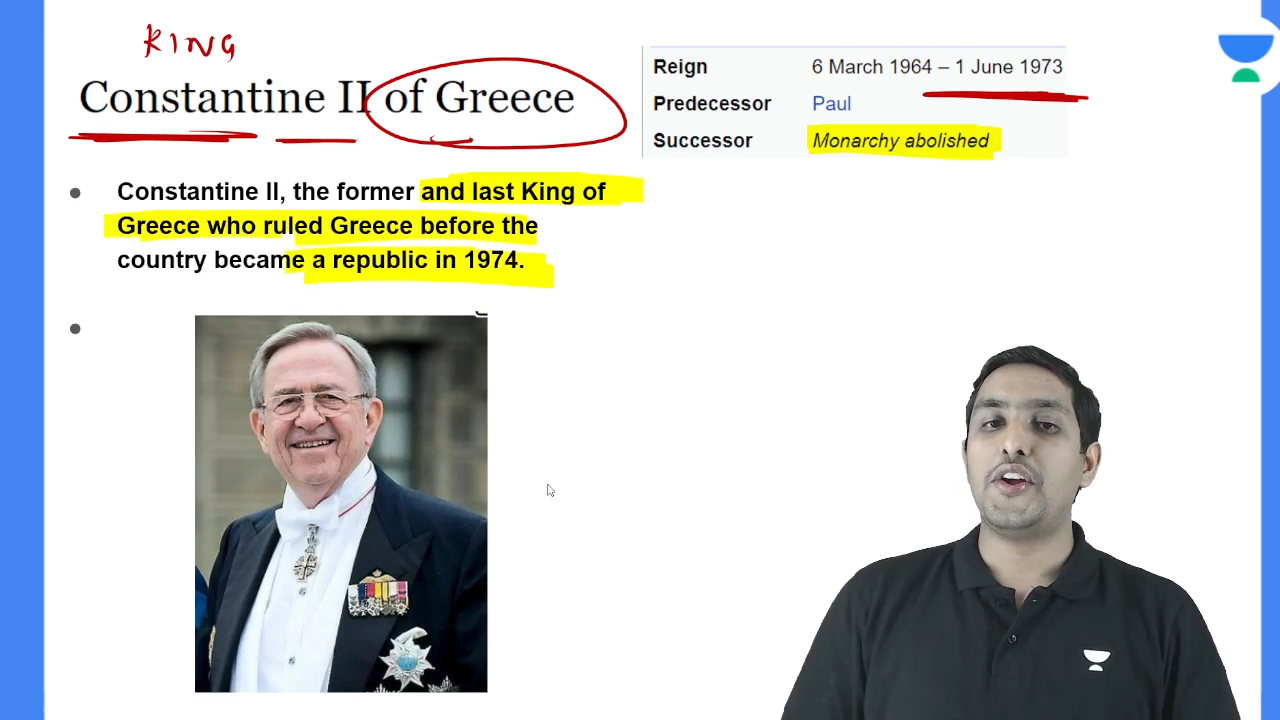 KING
Constantine II of Greece
Reign 6 March 1964 – 1 June 1973
Predecessor Paul
Successor Monarchy abolished
Constantine II, the former and last King of
Greece who ruled Greece before the
country became a republic in 1974.